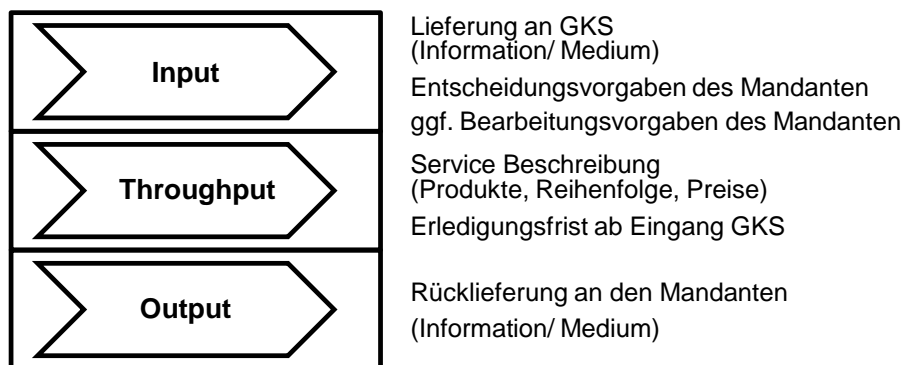 Input
Lieferung an GKS
(Information/ Medium)
Entscheidungsvorgaben des Mandanten
ggf. Bearbeitungsvorgaben des Mandanten
Throughput
Service Beschreibung
(Produkte, Reihenfolge, Preise)
Erledigungsfrist ab Eingang GKS
Output
Rücklieferung an den Mandanten
(Information/ Medium)